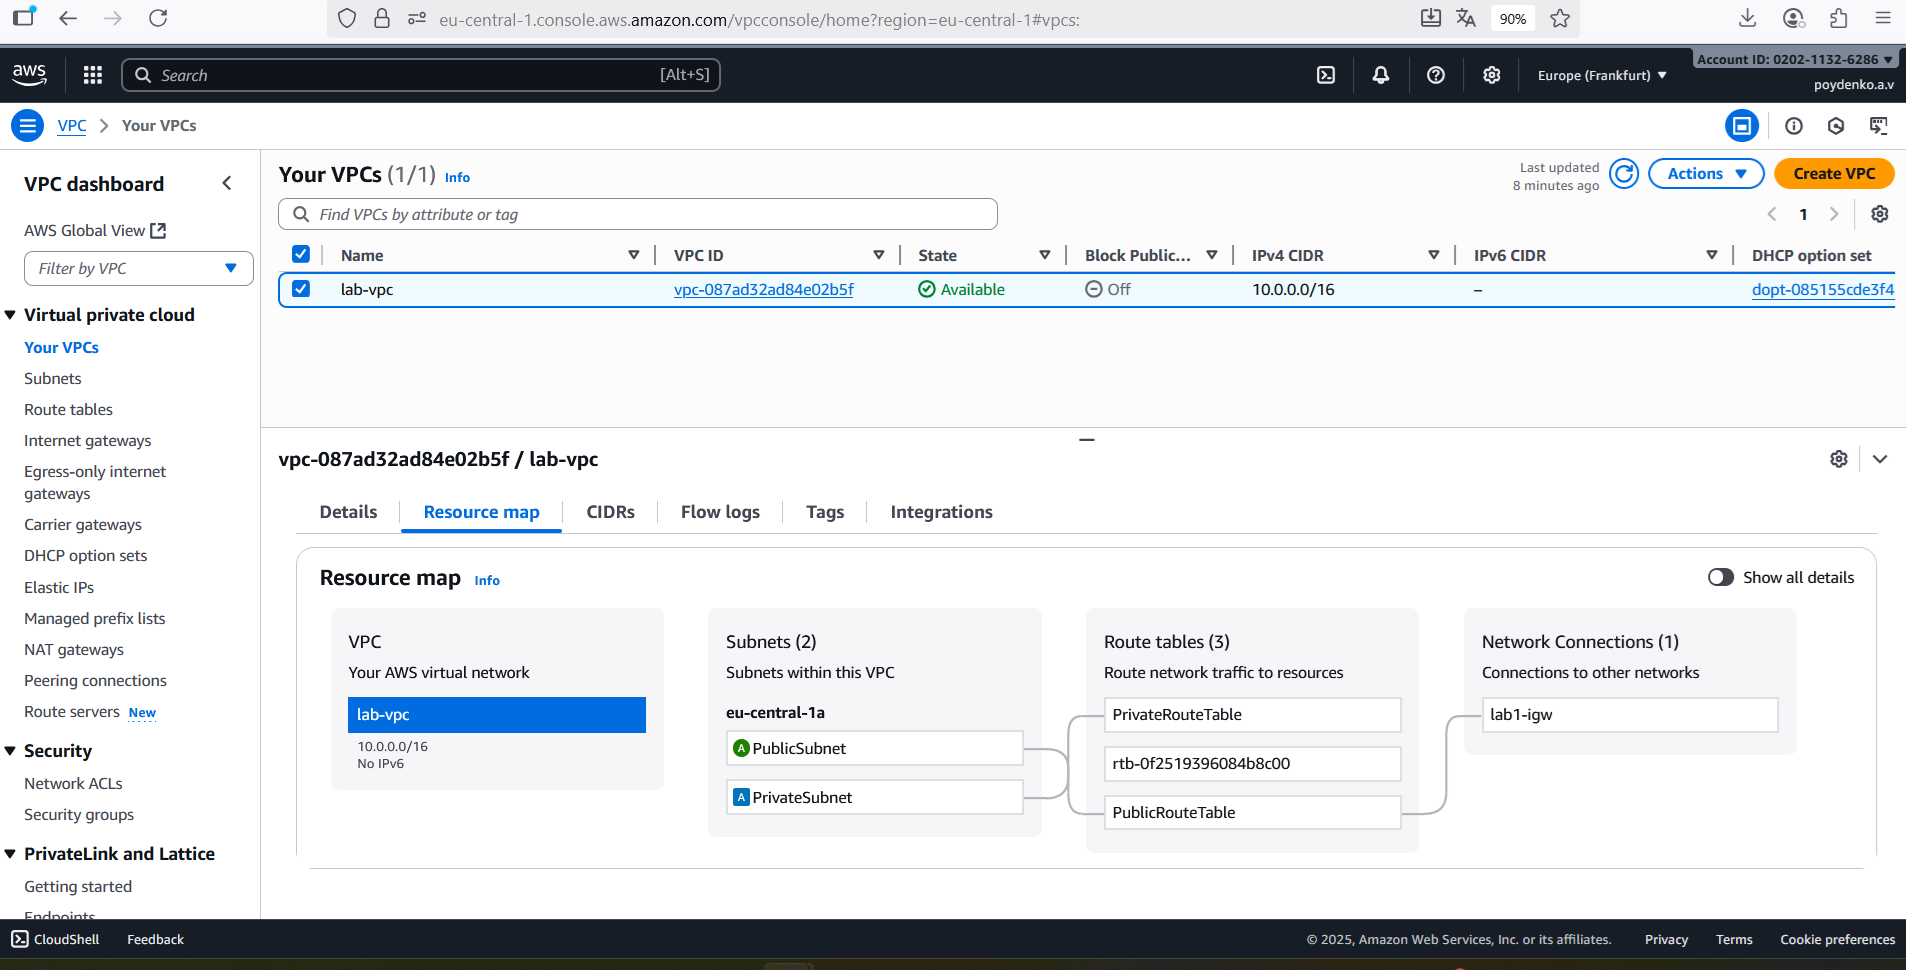 eu-central-1.console.aws.amazon.com/vpcconsole/home?region=eu-central-1#vpcs:
90%
aws
Search
[Alt+S]
Europe (Frankfurt)
Account ID: 0202-1132-6286
poydenko.a.v
VPC
Your VPCs
VPC dashboard
AWS Global View
Filter by VPC
Virtual private cloud
Your VPCs
Subnets
Route tables
Internet gateways
Egress-only internet
gateways
Carrier gateways
DHCP option sets
Elastic IPs
Managed prefix lists
NAT gateways
Peering connections
Route servers New
Security
Network ACLs
Security groups
PrivateLink and Lattice
Getting started
Endpoints
Your VPCs (1/1) Info
Last updated
8 minutes ago
Actions
Create VPC
Find VPCs by attribute or tag
1
Name VPC ID State Block Public... IPv4 CIDR IPv6 CIDR DHCP option set
lab-vpc vpc-087ad32ad84e02b5f Available Off 10.0.0.0/16 – dopt-085155cde3f4
vpc-087ad32ad84e02b5f / lab-vpc
Details Resource map CIDRs Flow logs Tags Integrations
Resource map Info
Show all details
VPC
Your AWS virtual network
lab-vpc
10.0.0.0/16
No IPv6
Subnets (2)
Subnets within this VPC
eu-central-1a
A PublicSubnet
A PrivateSubnet
Route tables (3)
Route network traffic to resources
PrivateRouteTable
rtb-0f2519396084b8c00
PublicRouteTable
Network Connections (1)
Connections to other networks
lab1-igw
CloudShell Feedback
© 2025, Amazon Web Services, Inc. or its affiliates. Privacy Terms Cookie preferences